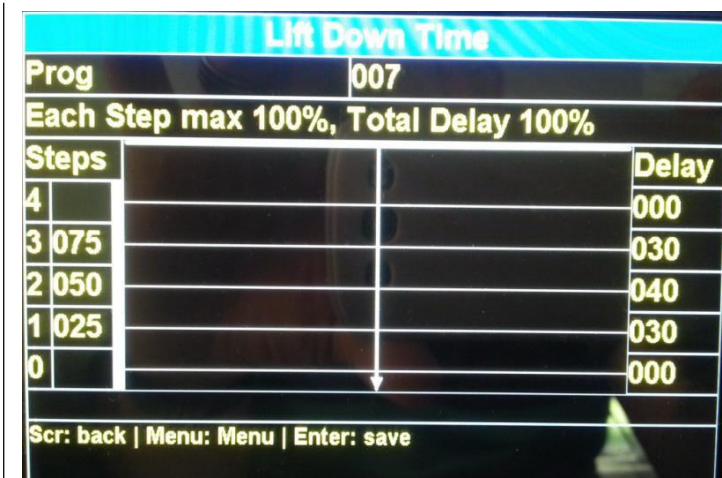 Lift Down Time
Prog 007
Each Step max 100%, Total Delay 100%
Steps Delay
4 000
3 075 030
2 050 040
1 025 030
0 000
Scr: back | Menu: Menu | Enter: save